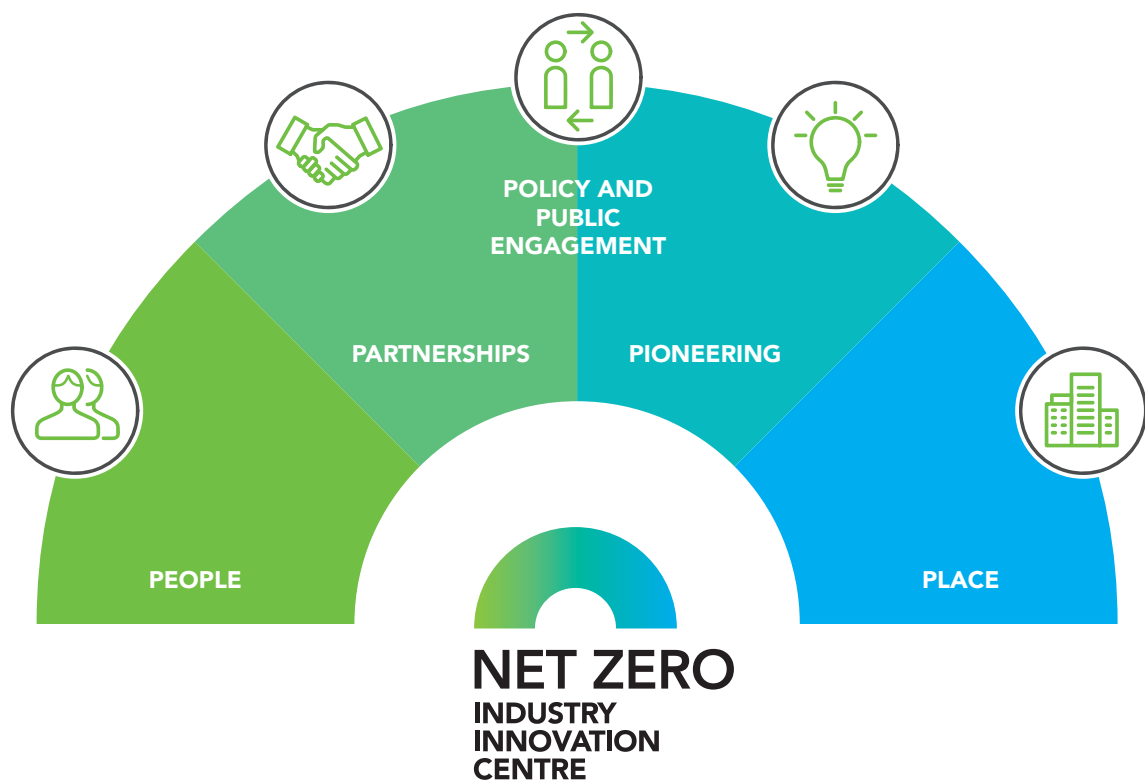 POLICY AND
PUBLIC
ENGAGEMENT
PARTNERSHIPS
PIONEERING
PEOPLE
PLACE
NET ZERO
INDUSTRY
INNOVATION
CENTRE